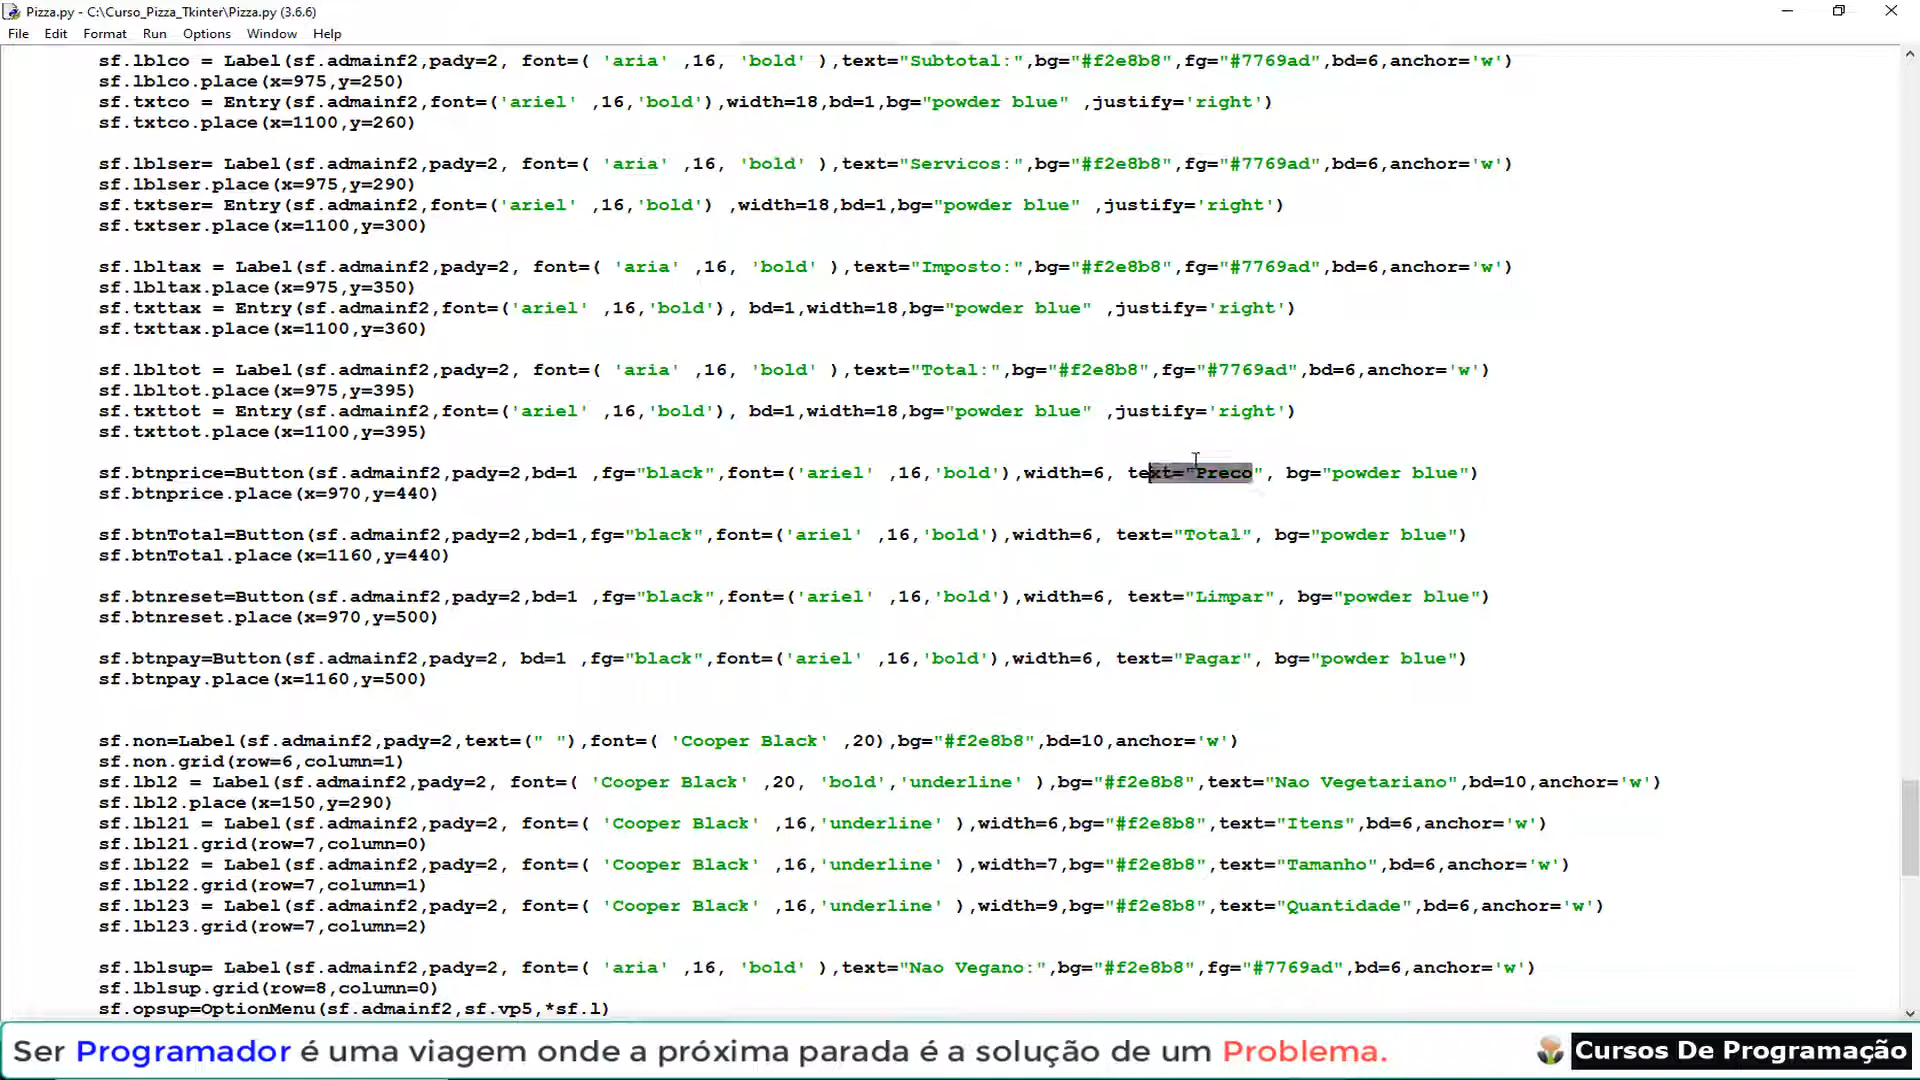 Pizza.py - C:\Curso_Pizza_Tkinter\Pizza.py (3.6.6)
File Edit Format Run Options Window Help
sf.lblco = Label(sf.admainf2,pady=2, font=( 'aria' ,16, 'bold' ),text="Subtotal:",bg="#f2e8b8",fg="#7769ad",bd=6,anchor='w')
sf.lblco.place(x=975,y=250)
sf.txtco = Entry(sf.admainf2,font=('ariel' ,16,'bold'),width=18,bd=1,bg="powder blue" ,justify='right')
sf.txtco.place(x=1100,y=260)
sf.lblser= Label(sf.admainf2,pady=2, font=( 'aria' ,16, 'bold' ),text="Servicos:",bg="#f2e8b8",fg="#7769ad",bd=6,anchor='w')
sf.lblser.place(x=975,y=290)
sf.txtser= Entry(sf.admainf2,font=('ariel' ,16,'bold') ,width=18,bd=1,bg="powder blue" ,justify='right')
sf.txtser.place(x=1100,y=300)
sf.lbltax = Label(sf.admainf2,pady=2, font=( 'aria' ,16, 'bold' ),text="Imposto:",bg="#f2e8b8",fg="#7769ad",bd=6,anchor='w')
sf.lbltax.place(x=975,y=350)
sf.txttax = Entry(sf.admainf2,font=('ariel' ,16,'bold'), bd=1,width=18,bg="powder blue" ,justify='right')
sf.txttax.place(x=1100,y=360)
sf.lbltot = Label(sf.admainf2,pady=2, font=( 'aria' ,16, 'bold' ),text="Total:",bg="#f2e8b8",fg="#7769ad",bd=6,anchor='w')
sf.lbltot.place(x=975,y=395)
sf.txttot = Entry(sf.admainf2,font=('ariel' ,16,'bold'), bd=1,width=18,bg="powder blue" ,justify='right')
sf.txttot.place(x=1100,y=395)
sf.btnprice=Button(sf.admainf2,pady=2,bd=1 ,fg="black",font=('ariel' ,16,'bold'),width=6, text="Preco", bg="powder blue")
sf.btnprice.place(x=970,y=440)
sf.btnTotal=Button(sf.admainf2,pady=2,bd=1,fg="black",font=('ariel' ,16,'bold'),width=6, text="Total", bg="powder blue")
sf.btnTotal.place(x=1160,y=440)
sf.btnreset=Button(sf.admainf2,pady=2,bd=1 ,fg="black",font=('ariel' ,16,'bold'),width=6, text="Limpar", bg="powder blue")
sf.btnreset.place(x=970,y=500)
sf.btnpay=Button(sf.admainf2,pady=2, bd=1 ,fg="black",font=('ariel' ,16,'bold'),width=6, text="Pagar", bg="powder blue")
sf.btnpay.place(x=1160,y=500)
sf.non=Label(sf.admainf2,pady=2,text=(" "),font=( 'Cooper Black' ,20),bg="#f2e8b8",bd=10,anchor='w')
sf.non.grid(row=6,column=1)
sf.lbl2 = Label(sf.admainf2,pady=2, font=( 'Cooper Black' ,20, 'bold','underline' ),bg="#f2e8b8",text="Nao Vegetariano",bd=10,anchor='w')
sf.lbl2.place(x=150,y=290)
sf.lbl21 = Label(sf.admainf2,pady=2, font=( 'Cooper Black' ,16,'underline' ),width=6,bg="#f2e8b8",text="Itens",bd=6,anchor='w')
sf.lbl21.grid(row=7,column=0)
sf.lbl22 = Label(sf.admainf2,pady=2, font=( 'Cooper Black' ,16,'underline' ),width=7,bg="#f2e8b8",text="Tamanho",bd=6,anchor='w')
sf.lbl22.grid(row=7,column=1)
sf.lbl23 = Label(sf.admainf2,pady=2, font=( 'Cooper Black' ,16,'underline' ),width=9,bg="#f2e8b8",text="Quantidade",bd=6,anchor='w')
sf.lbl23.grid(row=7,column=2)
sf.lblsup= Label(sf.admainf2,pady=2, font=( 'aria' ,16, 'bold' ),text="Nao Vegano:",bg="#f2e8b8",fg="#7769ad",bd=6,anchor='w')
sf.lblsup.grid(row=8,column=0)
sf.opsup=OptionMenu(sf.admainf2,sf.vp5,*sf.l)
Ser Programador é uma viagem onde a próxima parada é a solução de um Problema.
Cursos De Programação